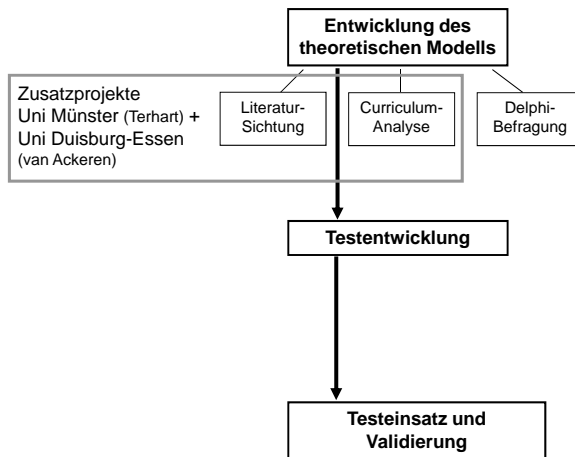 Entwicklung des
theoretischen Modells
Zusatzprojekte
Uni Münster (Terhart) +
Uni Duisburg-Essen
(van Ackeren)
Literatur-
Sichtung
Curriculum-
Analyse
Delphi-
Befragung
Testentwicklung
Testeinsatz und
Validierung